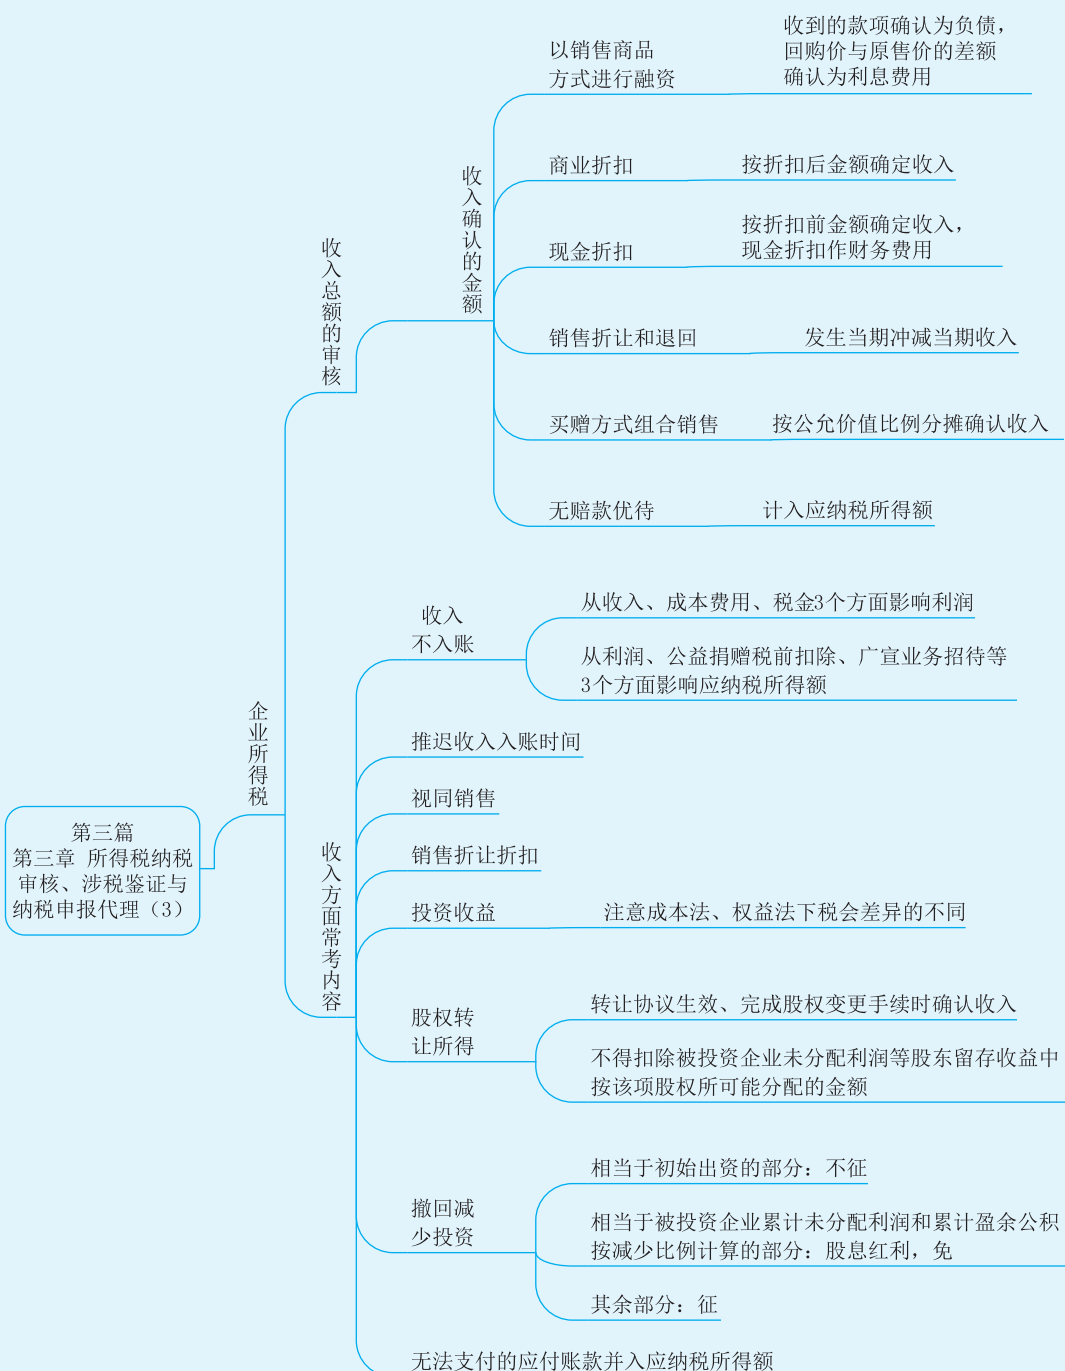 第三篇
第三章 所得税纳税
审核、涉税鉴证与
纳税申报代理（3）
企业所得税
收入总额的审核
收入确认的金额
以销售商品
方式进行融资
收到的款项确认为负债，
回购价与原售价的差额
确认为利息费用
商业折扣
按折扣后金额确定收入
现金折扣
按折扣前金额确定收入，
现金折扣作财务费用
销售折让和退回
发生当期冲减当期收入
买赠方式组合销售
按公允价值比例分摊确认收入
无赔款优待
计入应纳税所得额
收入方面常考内容
收入
不入账
从收入、成本费用、税金3个方面影响利润
从利润、公益捐赠税前扣除、广宣业务招待等
3个方面影响应纳税所得额
推迟收入入账时间
视同销售
销售折让折扣
投资收益
注意成本法、权益法下税会差异的不同
股权转
让所得
转让协议生效、完成股权变更手续时确认收入
不得扣除被投资企业未分配利润等股东留存收益中
按该项股权所可能分配的金额
撤回减
少投资
相当于初始出资的部分：不征
相当于被投资企业累计未分配利润和累计盈余公积
按减少比例计算的部分：股息红利，免
其余部分：征
无法支付的应付账款并入应纳税所得额